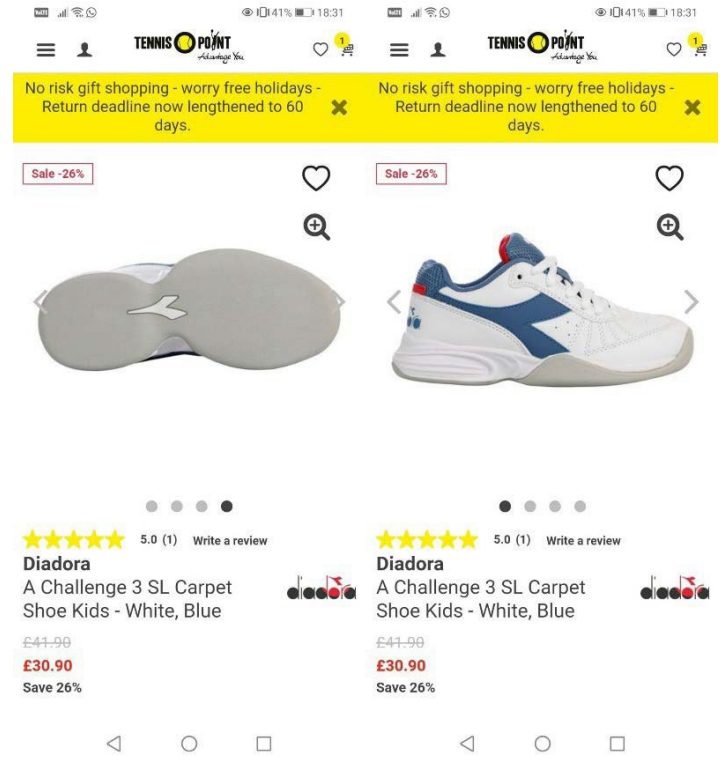 VoLTE 41% 18:31
1
TENNIS POINT
Advantage You
No risk gift shopping - worry free holidays -
Return deadline now lengthened to 60
days.
Sale -26%
5.0 (1) Write a review
Diadora
A Challenge 3 SL Carpet
Shoe Kids - White, Blue
diadora
£41.90
£30.90
Save 26%
VoLTE 41% 18:31
1
TENNIS POINT
Advantage You
No risk gift shopping - worry free holidays -
Return deadline now lengthened to 60
days.
Sale -26%
5.0 (1) Write a review
Diadora
A Challenge 3 SL Carpet
Shoe Kids - White, Blue
diadora
£41.90
£30.90
Save 26%